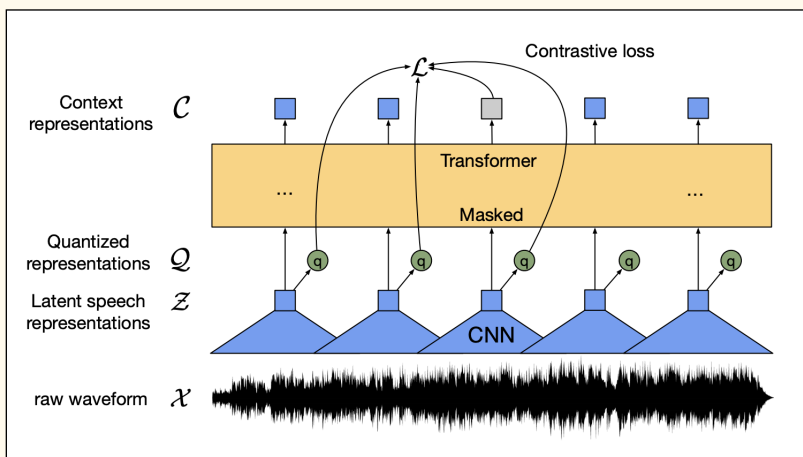 Contrastive loss
ℒ
Context
representations 𝒞
Transformer
... ...
Masked
Quantized
representations 𝒬
q q q q q
Latent speech
representations 𝒵
CNN
raw waveform 𝒳